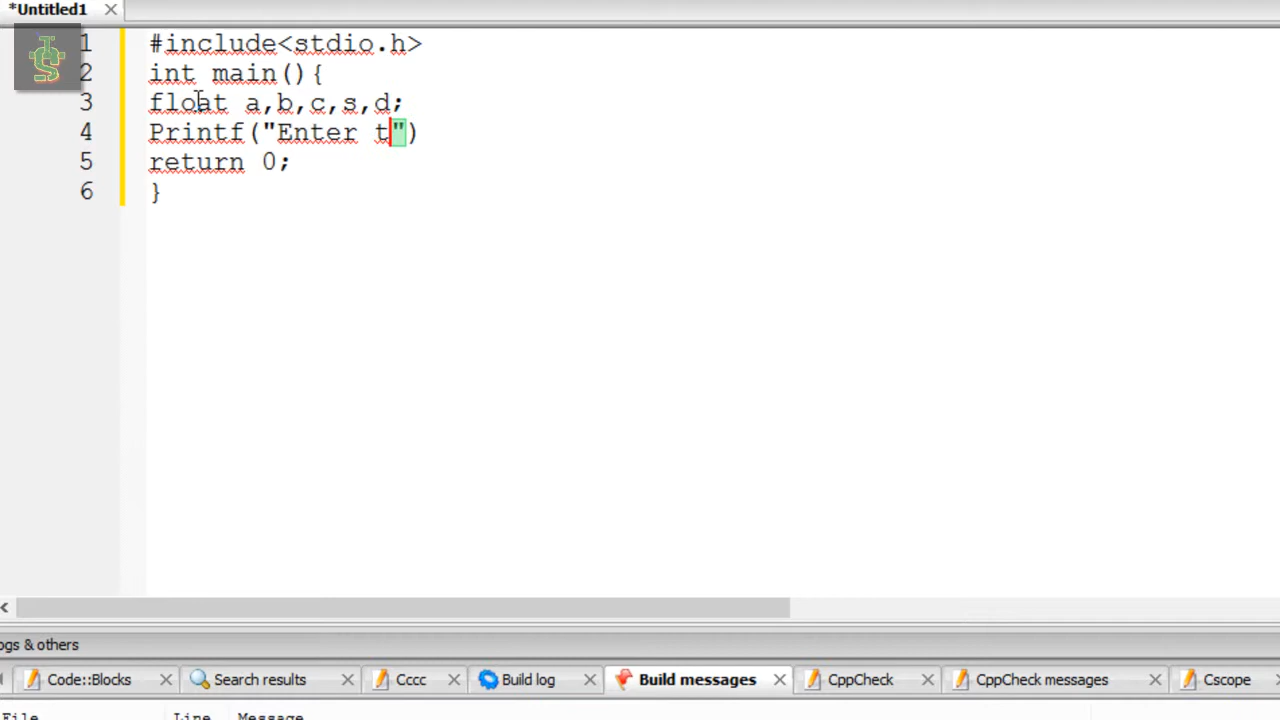 *Untitled1
1 #include<stdio.h>
2 int main(){
3 float a,b,c,s,d;
4 Printf("Enter t")
5 return 0;
6 }
ogs & others
Code::Blocks Search results Cccc Build log Build messages CppCheck CppCheck messages Cscope
File Line Message